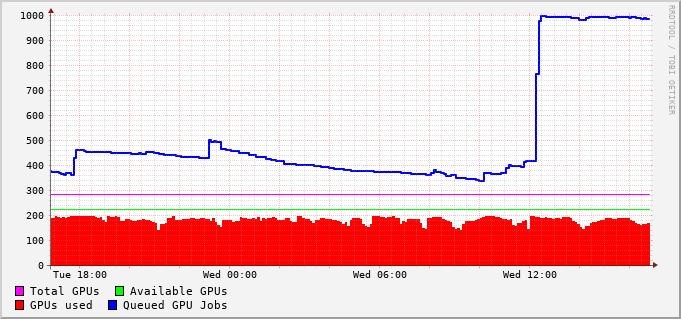 1000
900
800
700
600
500
400
300
200
100
0
Tue 18:00 Wed 00:00 Wed 06:00 Wed 12:00
Total GPUs Available GPUs
GPUs used Queued GPU Jobs
RRDTOOL / TOBI OETIKER